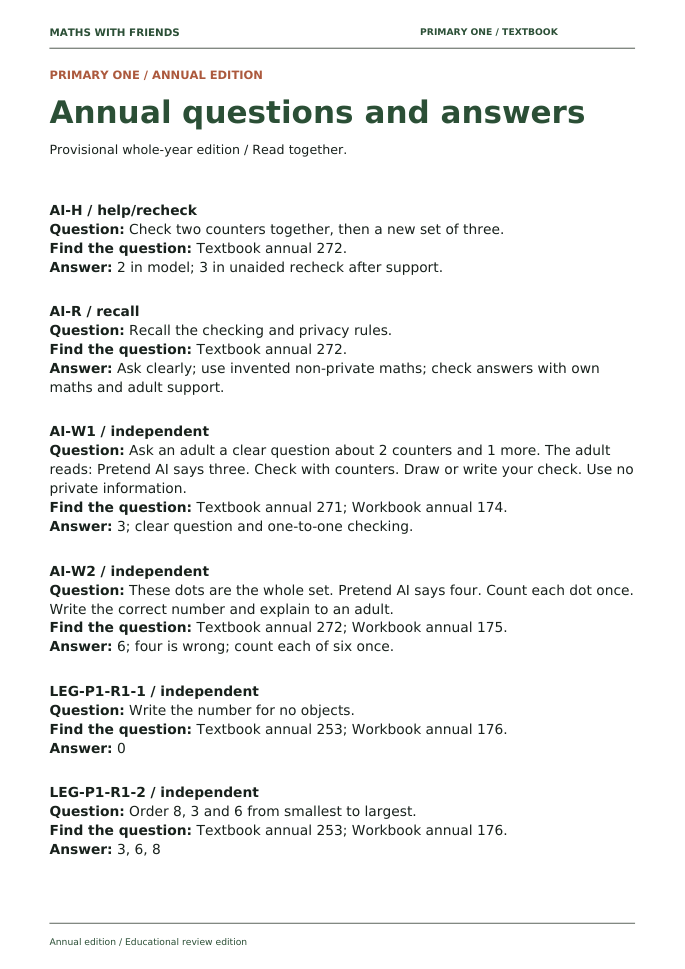 MATHS WITH FRIENDS
PRIMARY ONE / TEXTBOOK
PRIMARY ONE / ANNUAL EDITION
Annual questions and answers
Provisional whole-year edition / Read together.
AI-H / help/recheck
Question: Check two counters together, then a new set of three.
Find the question: Textbook annual 272.
Answer: 2 in model; 3 in unaided recheck after support.
AI-R / recall
Question: Recall the checking and privacy rules.
Find the question: Textbook annual 272.
Answer: Ask clearly; use invented non-private maths; check answers with own
maths and adult support.
AI-W1 / independent
Question: Ask an adult a clear question about 2 counters and 1 more. The adult
reads: Pretend AI says three. Check with counters. Draw or write your check. Use no
private information.
Find the question: Textbook annual 271; Workbook annual 174.
Answer: 3; clear question and one-to-one checking.
AI-W2 / independent
Question: These dots are the whole set. Pretend AI says four. Count each dot once.
Write the correct number and explain to an adult.
Find the question: Textbook annual 272; Workbook annual 175.
Answer: 6; four is wrong; count each of six once.
LEG-P1-R1-1 / independent
Question: Write the number for no objects.
Find the question: Textbook annual 253; Workbook annual 176.
Answer: 0
LEG-P1-R1-2 / independent
Question: Order 8, 3 and 6 from smallest to largest.
Find the question: Textbook annual 253; Workbook annual 176.
Answer: 3, 6, 8
Annual edition / Educational review edition